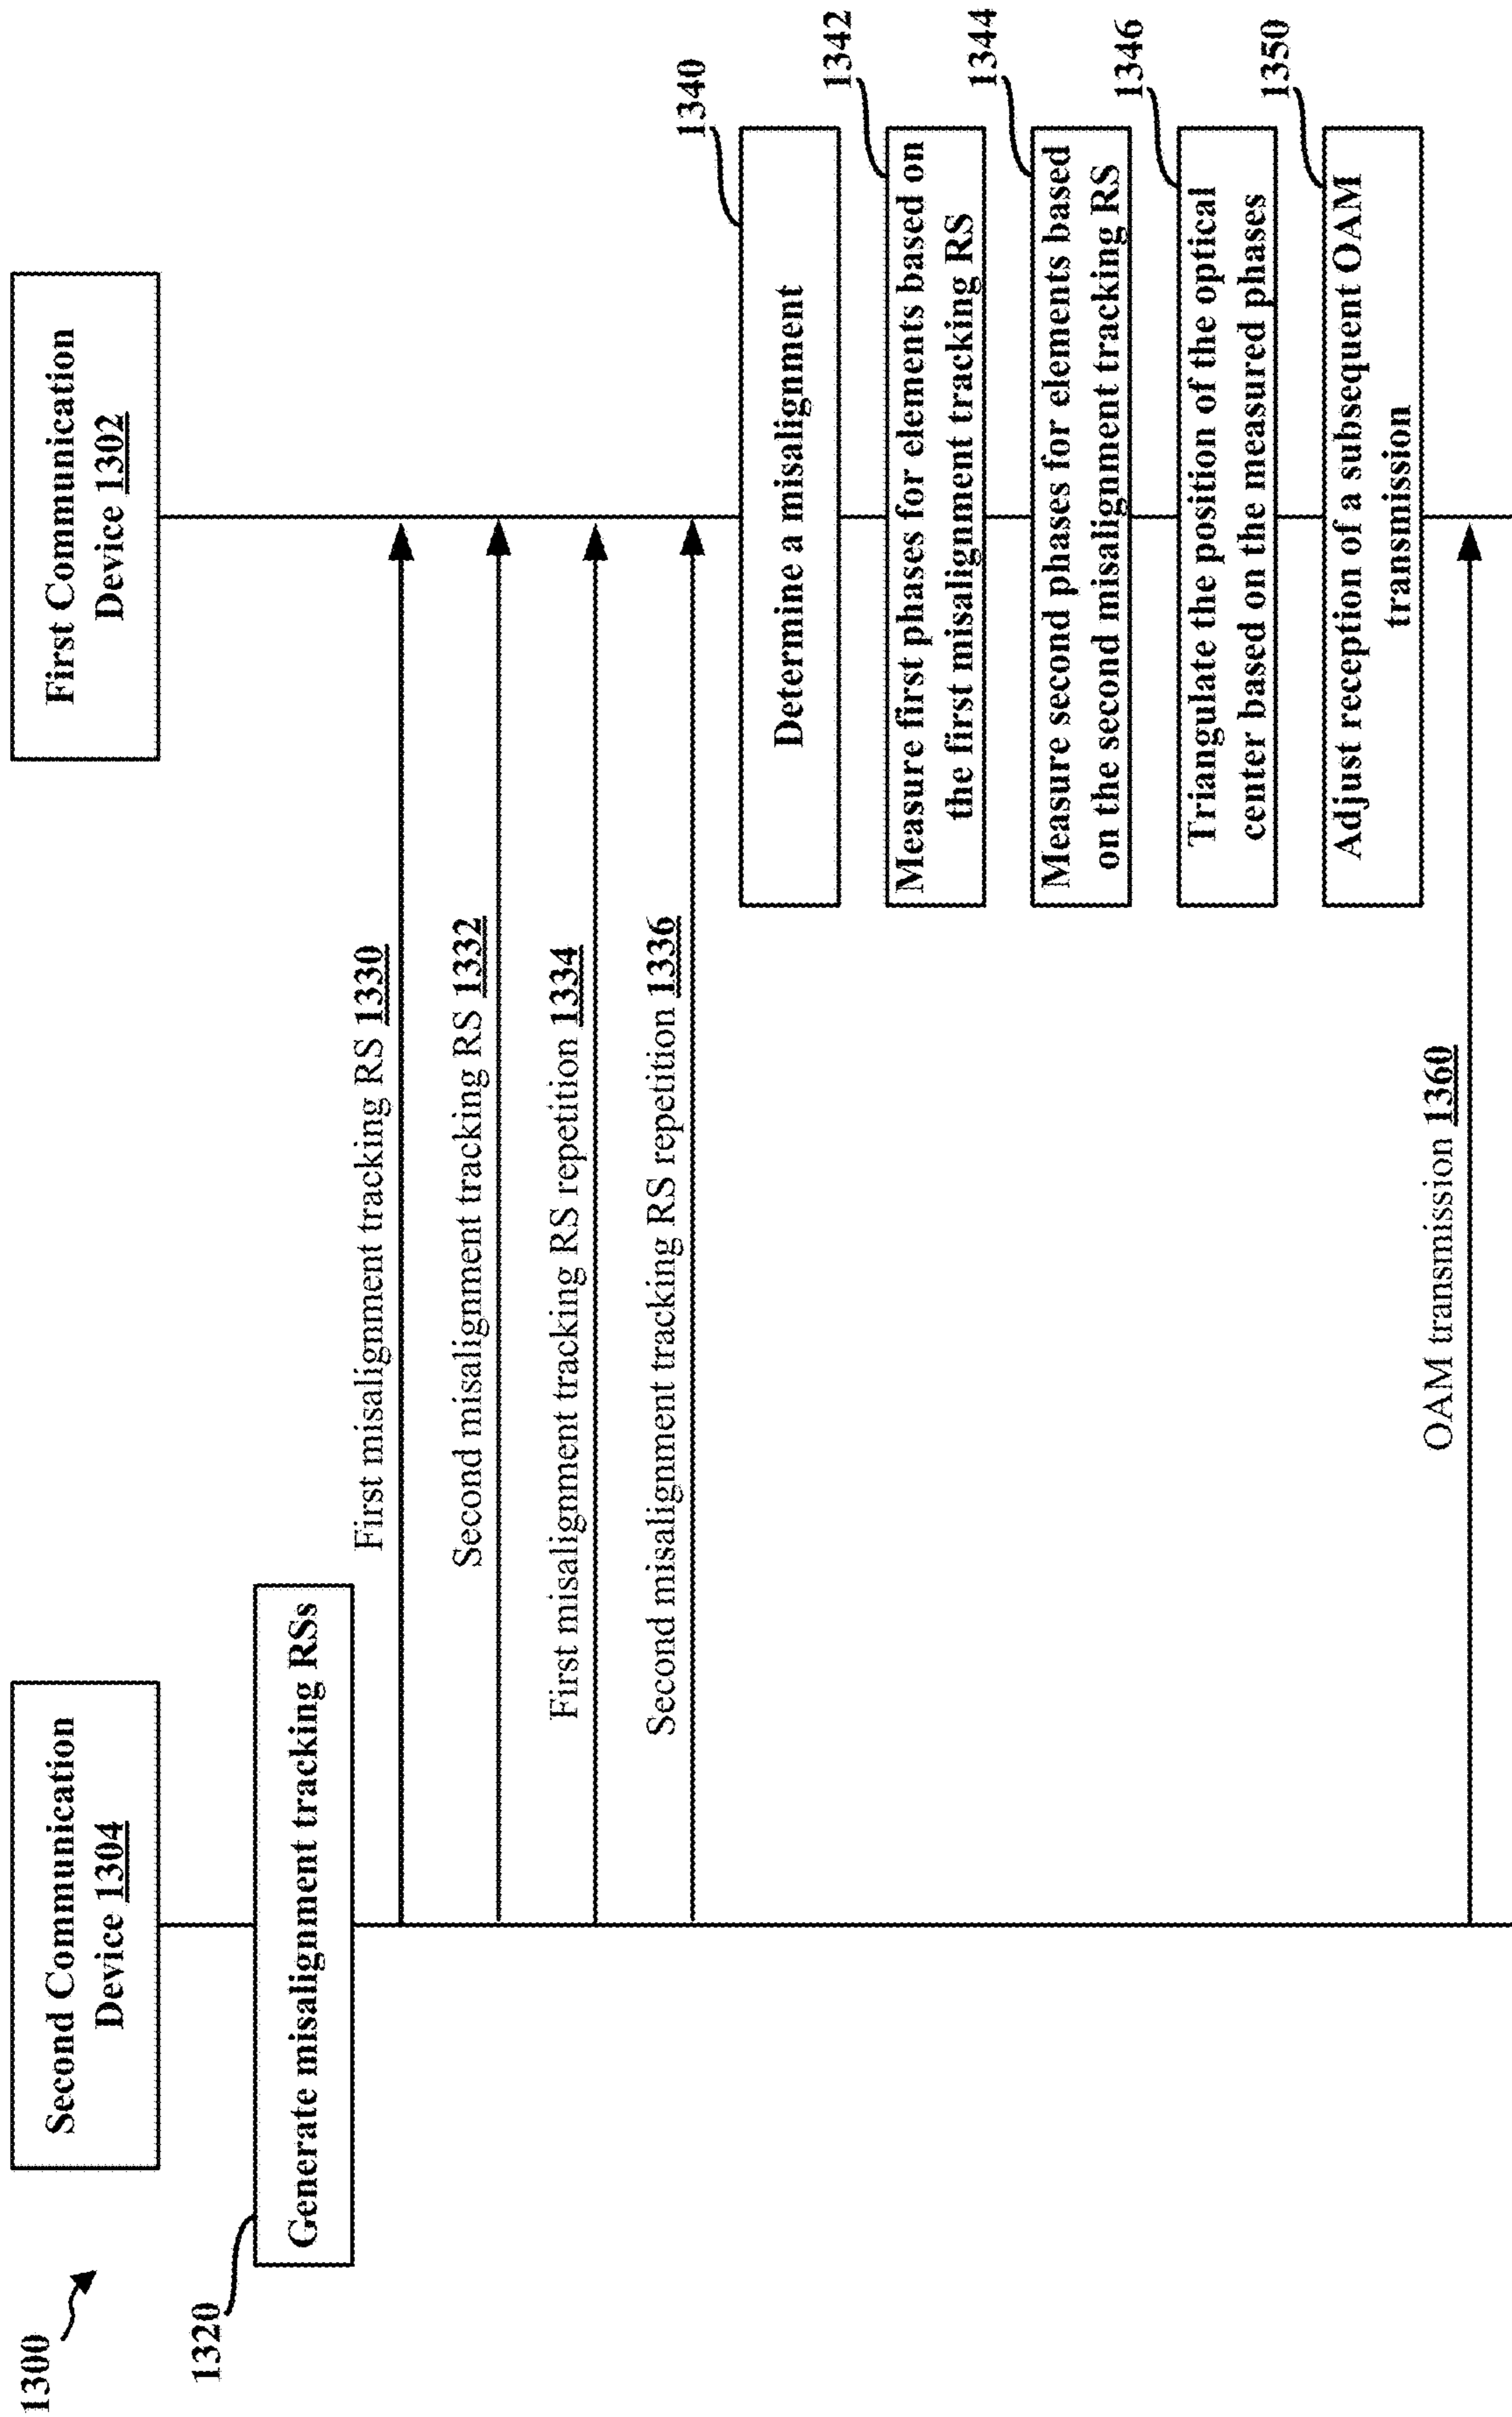 1300
Second Communication
Device 1304
First Communication
Device 1302
1320
Generate misalignment tracking RSs
First misalignment tracking RS 1330
Second misalignment tracking RS 1332
First misalignment tracking RS repetition 1334
Second misalignment tracking RS repetition 1336
1340
Determine a misalignment
1342
Measure first phases for elements based on
the first misalignment tracking RS
1344
Measure second phases for elements based
on the second misalignment tracking RS
1346
Triangulate the position of the optical
center based on the measured phases
1350
Adjust reception of a subsequent OAM
transmission
OAM transmission 1360